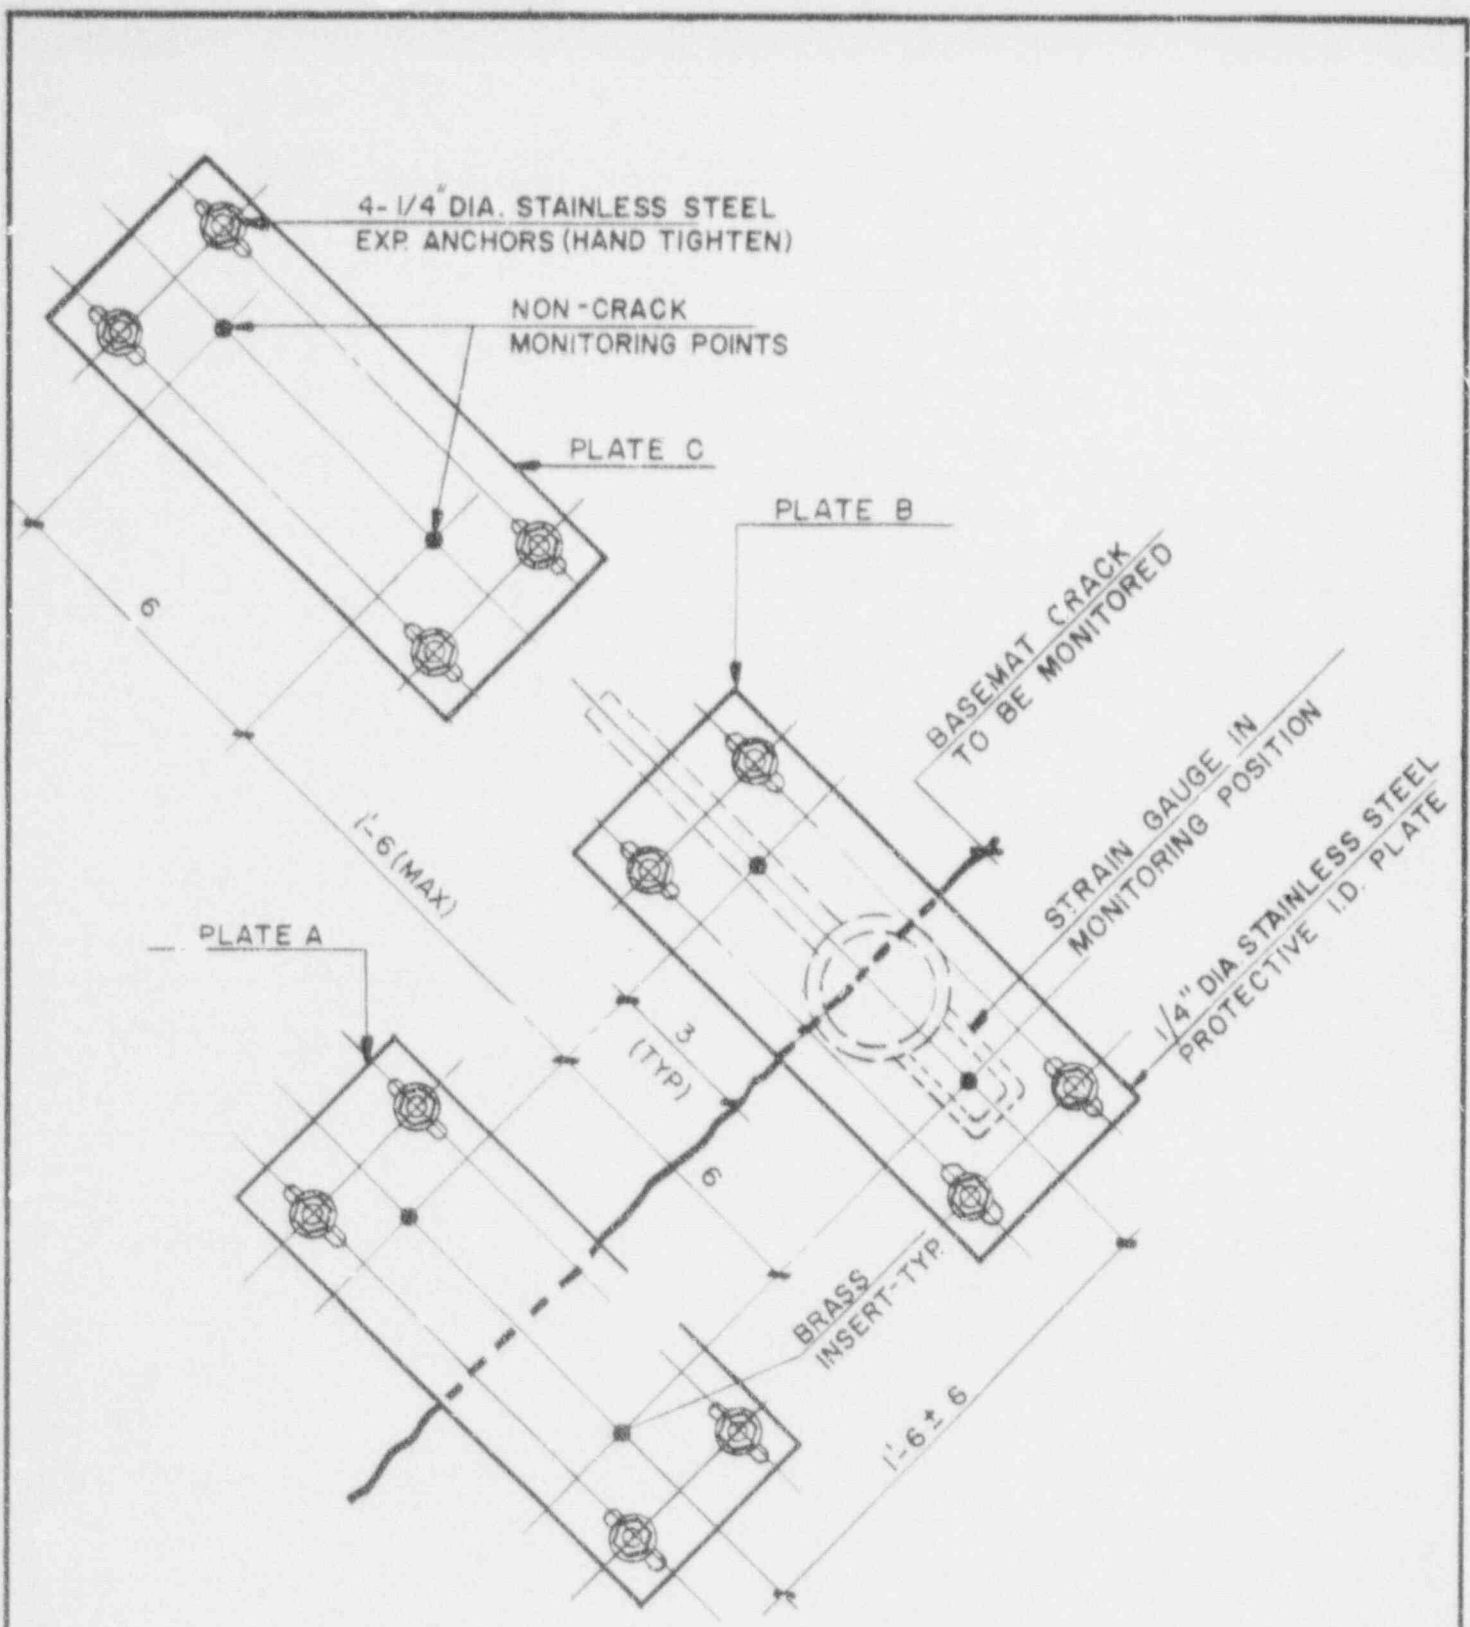 4-1/4" DIA. STAINLESS STEEL
EXP. ANCHORS (HAND TIGHTEN)
NON-CRACK
MONITORING POINTS
PLATE C
PLATE B
BASEMAT CRACK
TO BE MONITORED
STRAIN GAUGE IN
MONITORING POSITION
1/4" DIA STAINLESS STEEL
PROTECTIVE I.D. PLATE
6
1'-6 (MAX)
PLATE A
3
(TYP.)
6
BRASS
INSERT-TYP.
1'-6 ± 6